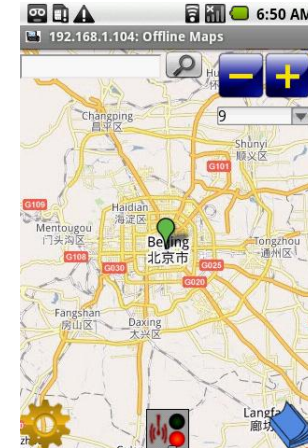 6:50 AM
192.168.1.104: Offline Maps
9
Changping
昌平区
Shunyi
顺义区
G101
Haidian
海淀区
G109
Mentougou
门头沟区
Beijing
北京市
Tongzhou
通州区
G108
G030
G025
G020
Fangshan
房山区
Daxing
大兴区